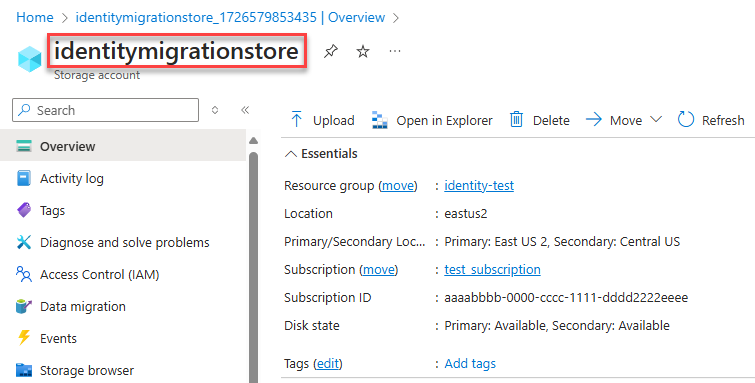 Home > identitymigrationstore_1726579853435 | Overview >
identitymigrationstore
Storage account
Search
Overview
Activity log
Tags
Diagnose and solve problems
Access Control (IAM)
Data migration
Events
Storage browser
Upload Open in Explorer Delete Move Refresh
Essentials
Resource group (move) : identity-test
Location : eastus2
Primary/Secondary Loc... : Primary: East US 2, Secondary: Central US
Subscription (move) : test_subscription
Subscription ID : aaaabbbb-0000-cccc-1111-dddd2222eeee
Disk state : Primary: Available, Secondary: Available
Tags (edit) : Add tags